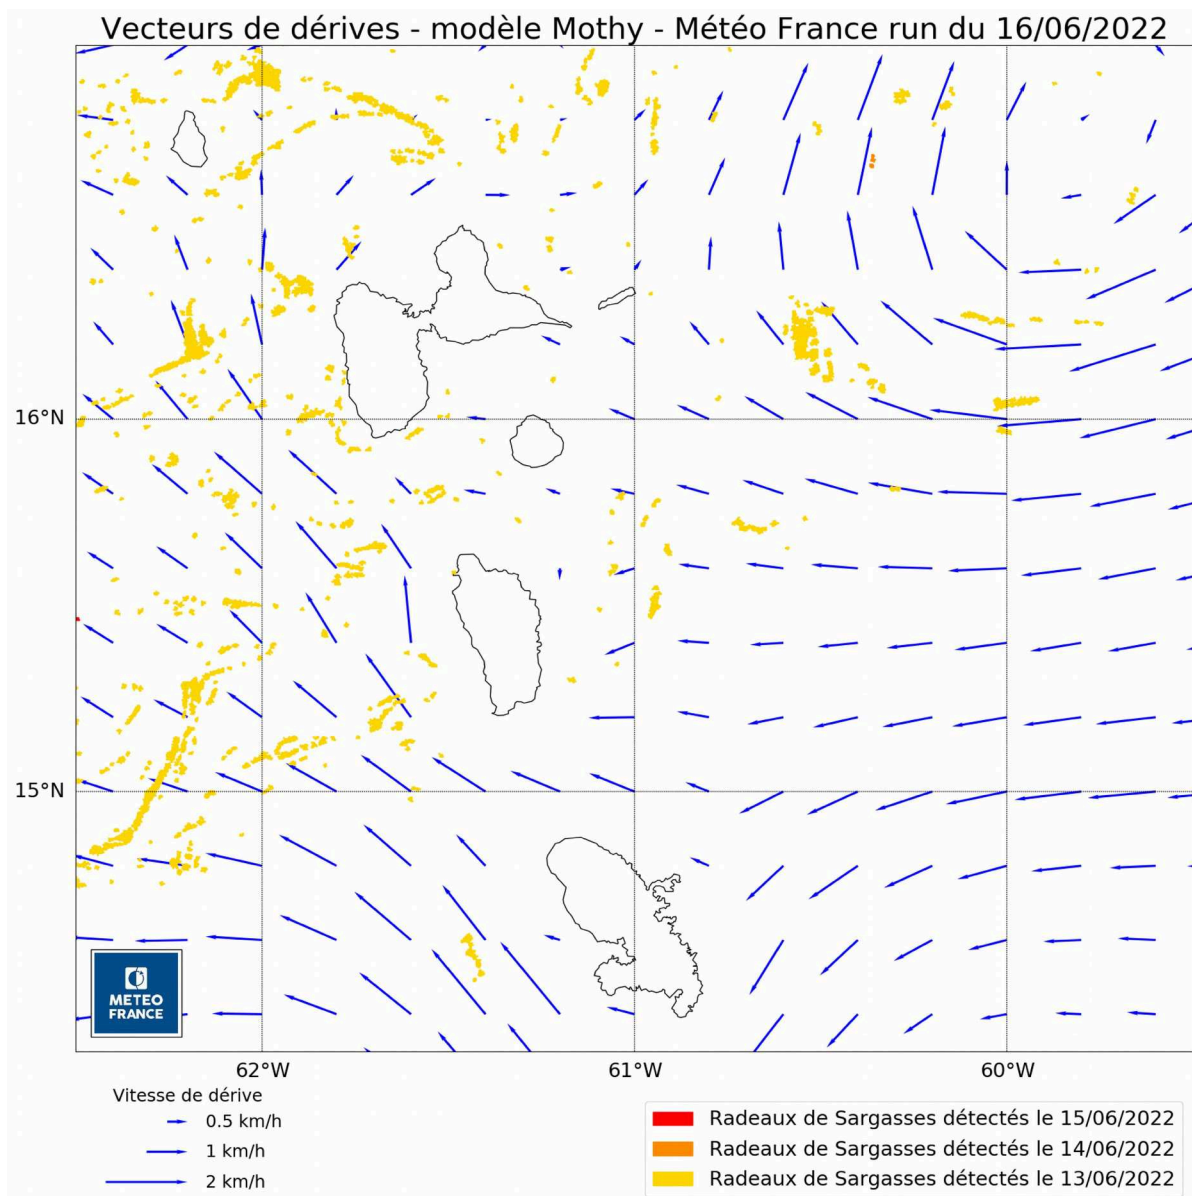 Vecteurs de dérives - modèle Mothy - Météo France run du 16/06/2022
16°N
15°N
METEO
FRANCE
62°W
61°W
60°W
Vitesse de dérive
0.5 km/h
1 km/h
2 km/h
Radeaux de Sargasses détectés le 15/06/2022
Radeaux de Sargasses détectés le 14/06/2022
Radeaux de Sargasses détectés le 13/06/2022